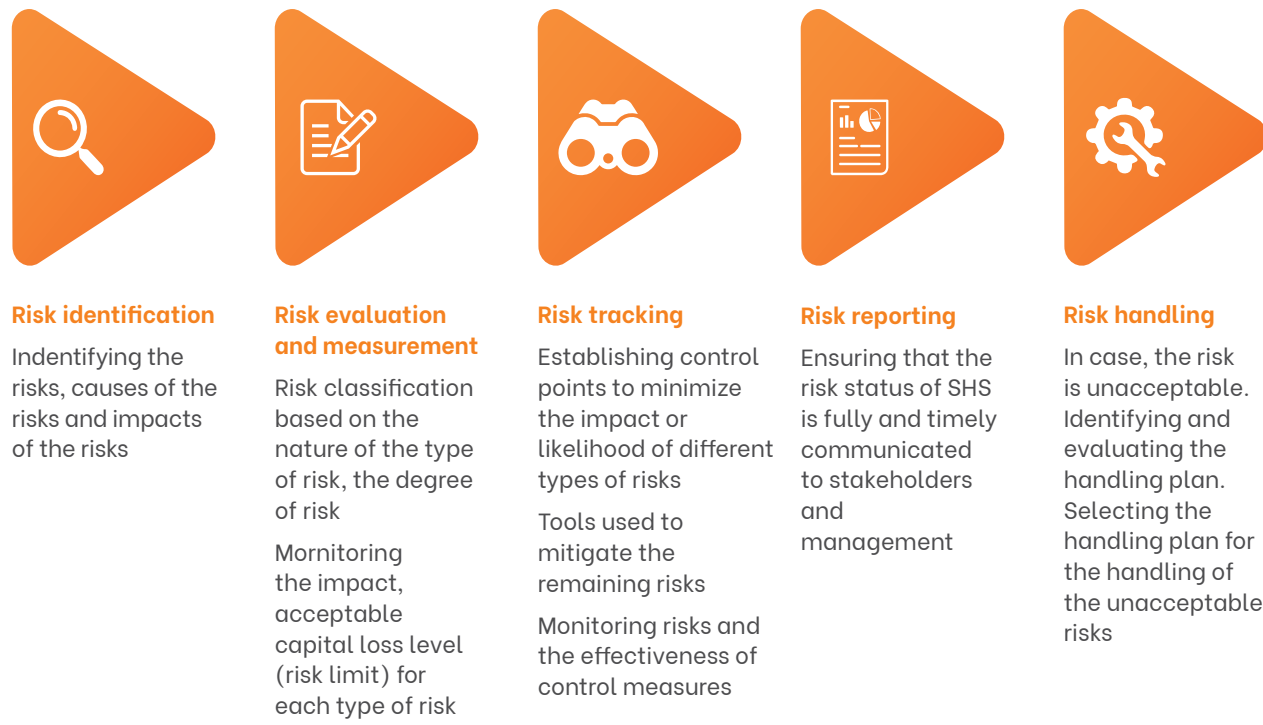 Risk identification
Indentifying the
risks, causes of the
risks and impacts
of the risks
Risk evaluation
and measurement
Risk classification
based on the
nature of the type
of risk, the degree
of risk
Mornitoring
the impact,
acceptable
capital loss level
(risk limit) for
each type of risk
Risk tracking
Establishing control
points to minimize
the impact or
likelihood of different
types of risks
Tools used to
mitigate the
remaining risks
Monitoring risks and
the effectiveness of
control measures
Risk reporting
Ensuring that the
risk status of SHS
is fully and timely
communicated
to stakeholders
and
management
Risk handling
In case, the risk
is unacceptable.
Identifying and
evaluating the
handling plan.
Selecting the
handling plan for
the handling of
the unacceptable
risks